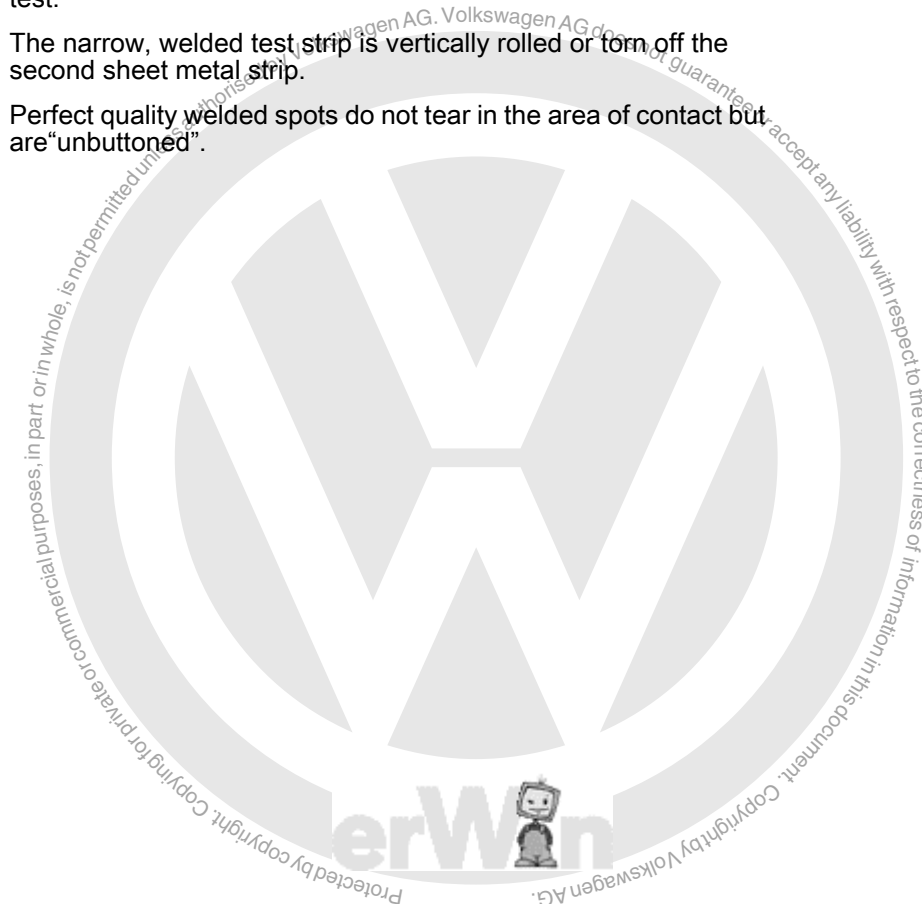 test.
The narrow, welded test strip is vertically rolled or torn off the
second sheet metal strip.
Perfect quality welded spots do not tear in the area of contact but
are“unbuttoned”.
Protected by copyright. Copying for private or commercial purposes, in part or in whole, is not permitted unless authorised by Volkswagen AG. Volkswagen AG does not guarantee or accept any liability with respect to the correctness of information in this document. Copyright by Volkswagen AG.
erWin